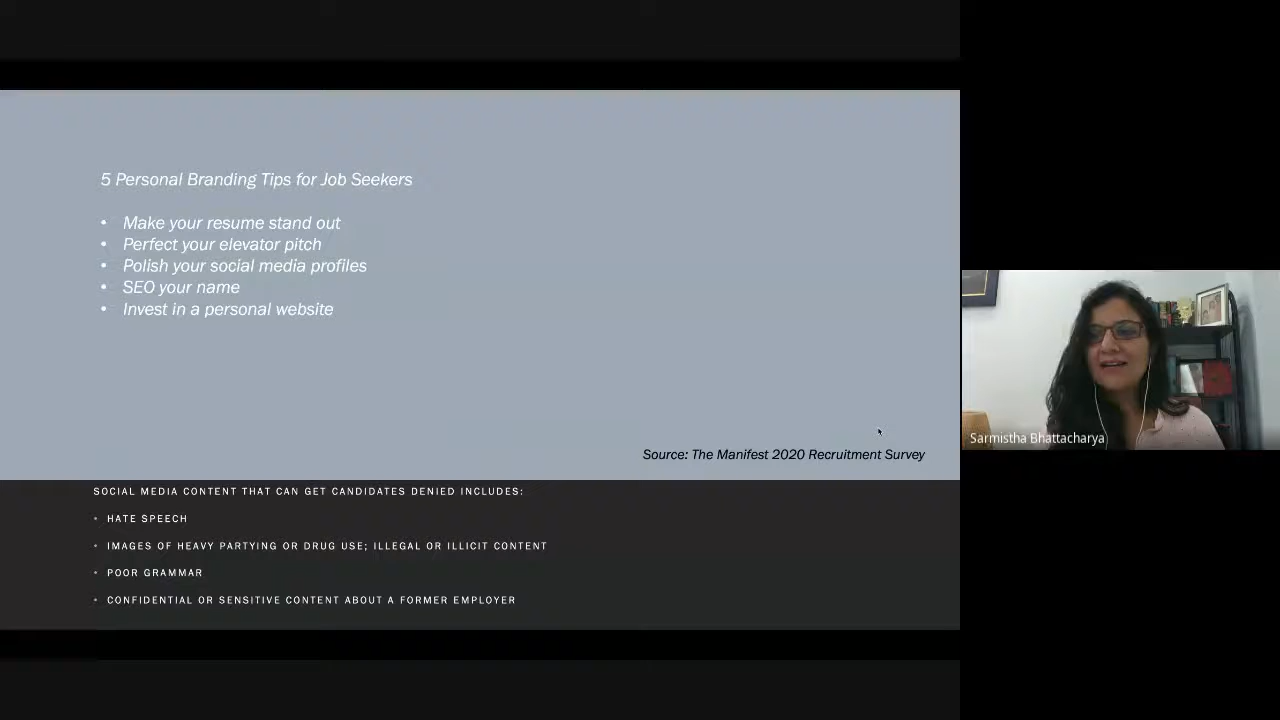 5 Personal Branding Tips for Job Seekers
• Make your resume stand out
• Perfect your elevator pitch
• Polish your social media profiles
• SEO your name
• Invest in a personal website
Source: The Manifest 2020 Recruitment Survey
SOCIAL MEDIA CONTENT THAT CAN GET CANDIDATES DENIED INCLUDES:
• HATE SPEECH
• IMAGES OF HEAVY PARTYING OR DRUG USE; ILLEGAL OR ILLICIT CONTENT
• POOR GRAMMAR
• CONFIDENTIAL OR SENSITIVE CONTENT ABOUT A FORMER EMPLOYER
Sarmistha Bhattacharya